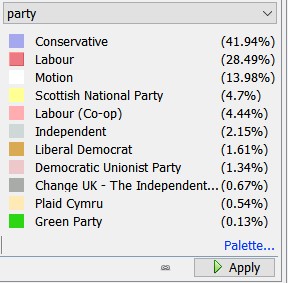 party
Conservative (41.94%)
Labour (28.49%)
Motion (13.98%)
Scottish National Party (4.7%)
Labour (Co-op) (4.44%)
Independent (2.15%)
Liberal Democrat (1.61%)
Democratic Unionist Party (1.34%)
Change UK - The Independent... (0.67%)
Plaid Cymru (0.54%)
Green Party (0.13%)
Palette...
Apply